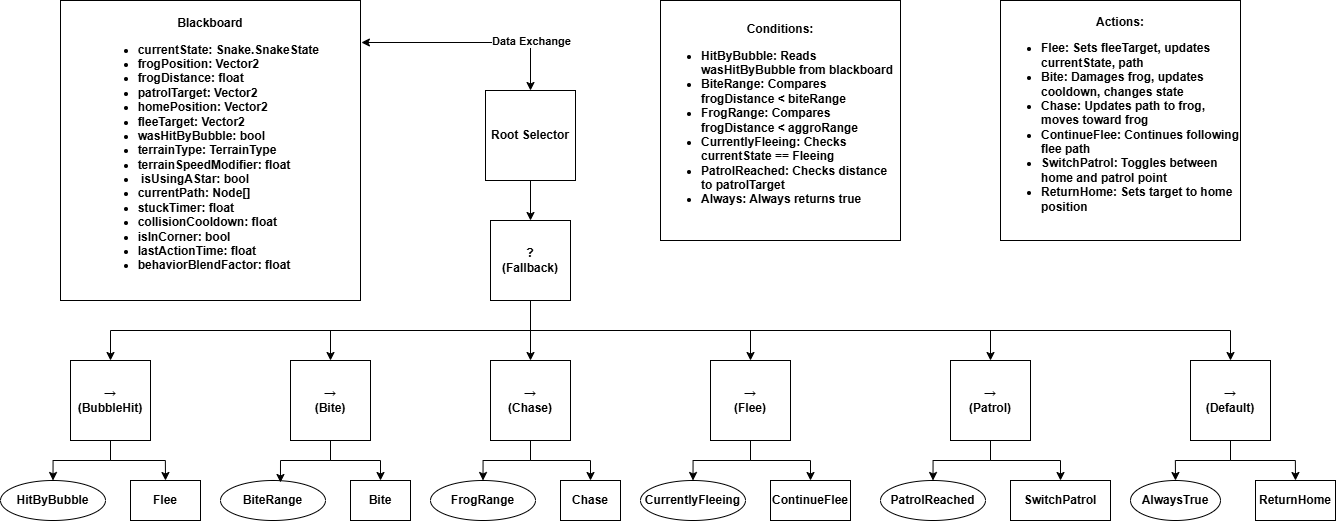 Blackboard
• currentState: Snake.SnakeState
• frogPosition: Vector2
• frogDistance: float
• patrolTarget: Vector2
• homePosition: Vector2
• fleeTarget: Vector2
• wasHitByBubble: bool
• terrainType: TerrainType
• terrainSpeedModifier: float
• isUsingAStar: bool
• currentPath: Node[]
• stuckTimer: float
• collisionCooldown: float
• isInCorner: bool
• lastActionTime: float
• behaviorBlendFactor: float
Data Exchange
Root Selector
?
(Fallback)
Conditions:
• HitByBubble: Reads
wasHitByBubble from blackboard
• BiteRange: Compares
frogDistance < biteRange
• FrogRange: Compares
frogDistance < aggroRange
• CurrentlyFleeing: Checks
currentState == Fleeing
• PatrolReached: Checks distance
to patrolTarget
• Always: Always returns true
Actions:
• Flee: Sets fleeTarget, updates
currentState, path
• Bite: Damages frog, updates
cooldown, changes state
• Chase: Updates path to frog,
moves toward frog
• ContinueFlee: Continues following
flee path
• SwitchPatrol: Toggles between
home and patrol point
• ReturnHome: Sets target to home
position
→
(BubbleHit)
→
(Bite)
→
(Chase)
→
(Flee)
→
(Patrol)
→
(Default)
HitByBubble
Flee
BiteRange
Bite
FrogRange
Chase
CurrentlyFleeing
ContinueFlee
PatrolReached
SwitchPatrol
AlwaysTrue
ReturnHome